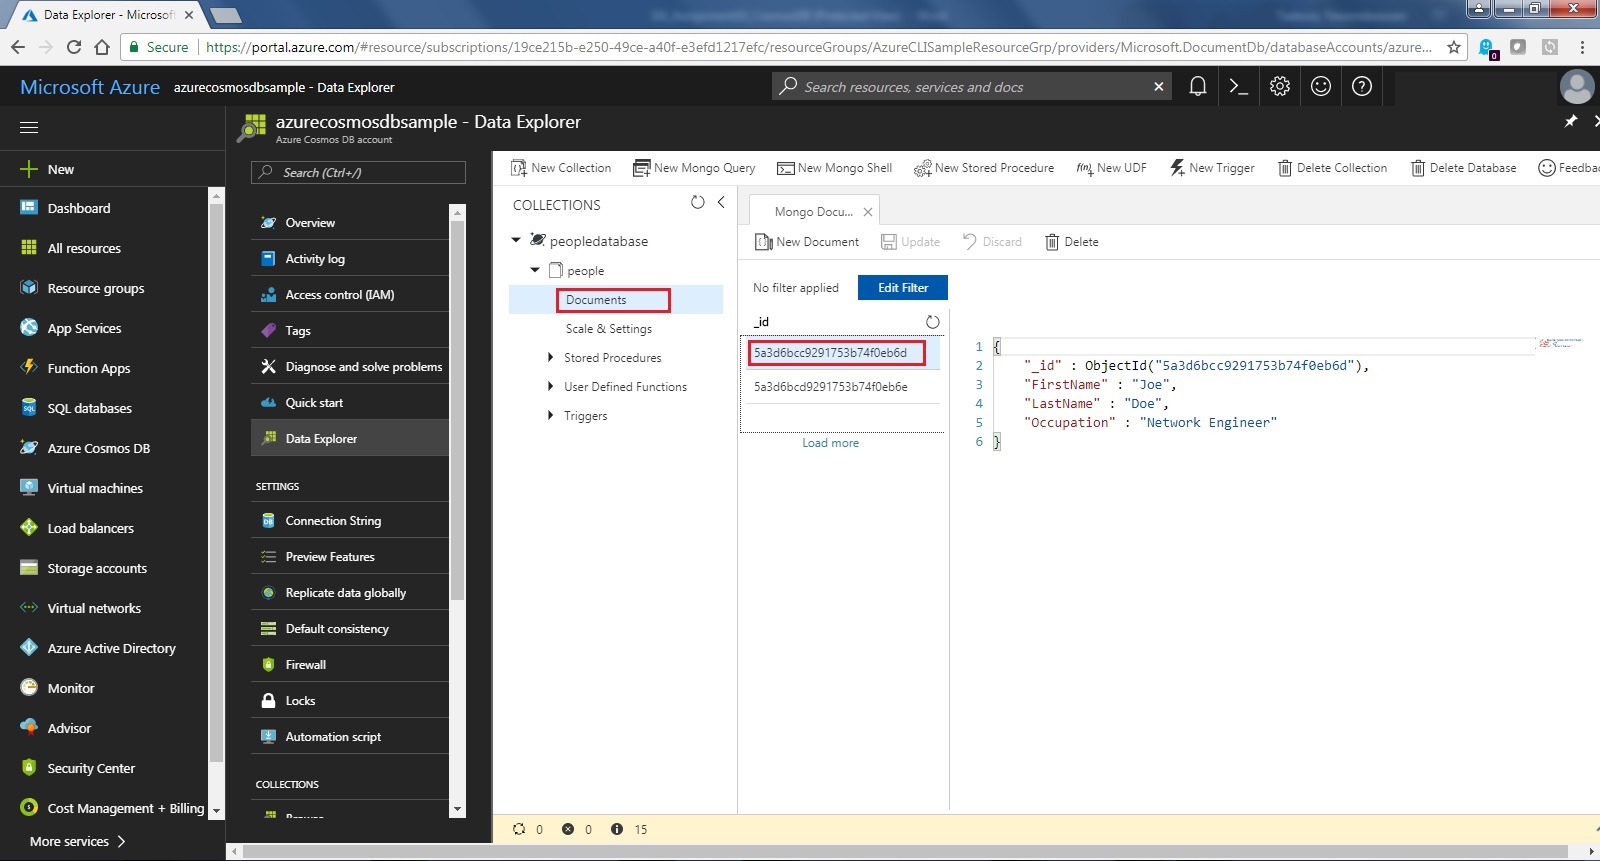 Data Explorer - Microsoft
Secure
https://portal.azure.com/#resource/subscriptions/19ce215b-e250-49ce-a40f-e3efd1217efc/resourceGroups/AzureCLISampleResourceGrp/providers/Microsoft.DocumentDb/databaseAccounts/azure...
0
Microsoft Azure
azurecosmosdbsample - Data Explorer
Search resources, services and docs
azurecosmosdbsample - Data Explorer
Azure Cosmos DB account
New
Dashboard
All resources
Resource groups
App Services
Function Apps
SQL databases
Azure Cosmos DB
Virtual machines
Load balancers
Storage accounts
Virtual networks
Azure Active Directory
Monitor
Advisor
Security Center
Cost Management + Billing
More services
Search (Ctrl+/)
Overview
Activity log
Access control (IAM)
Tags
Diagnose and solve problems
Quick start
Data Explorer
SETTINGS
Connection String
Preview Features
Replicate data globally
Default consistency
Firewall
Locks
Automation script
COLLECTIONS
Browse
New Collection
New Mongo Query
New Mongo Shell
New Stored Procedure
New UDF
New Trigger
Delete Collection
Delete Database
Feedba
COLLECTIONS
peopledatabase
people
Documents
Scale & Settings
Stored Procedures
User Defined Functions
Triggers
Mongo Docu...
New Document
Update
Discard
Delete
No filter applied
Edit Filter
_id
5a3d6bcc9291753b74f0eb6d
5a3d6bcd9291753b74f0eb6e
Load more
1 {
2 "_id" : ObjectId("5a3d6bcc9291753b74f0eb6d"),
3 "FirstName" : "Joe",
4 "LastName" : "Doe",
5 "Occupation" : "Network Engineer"
6 }
0 0 15